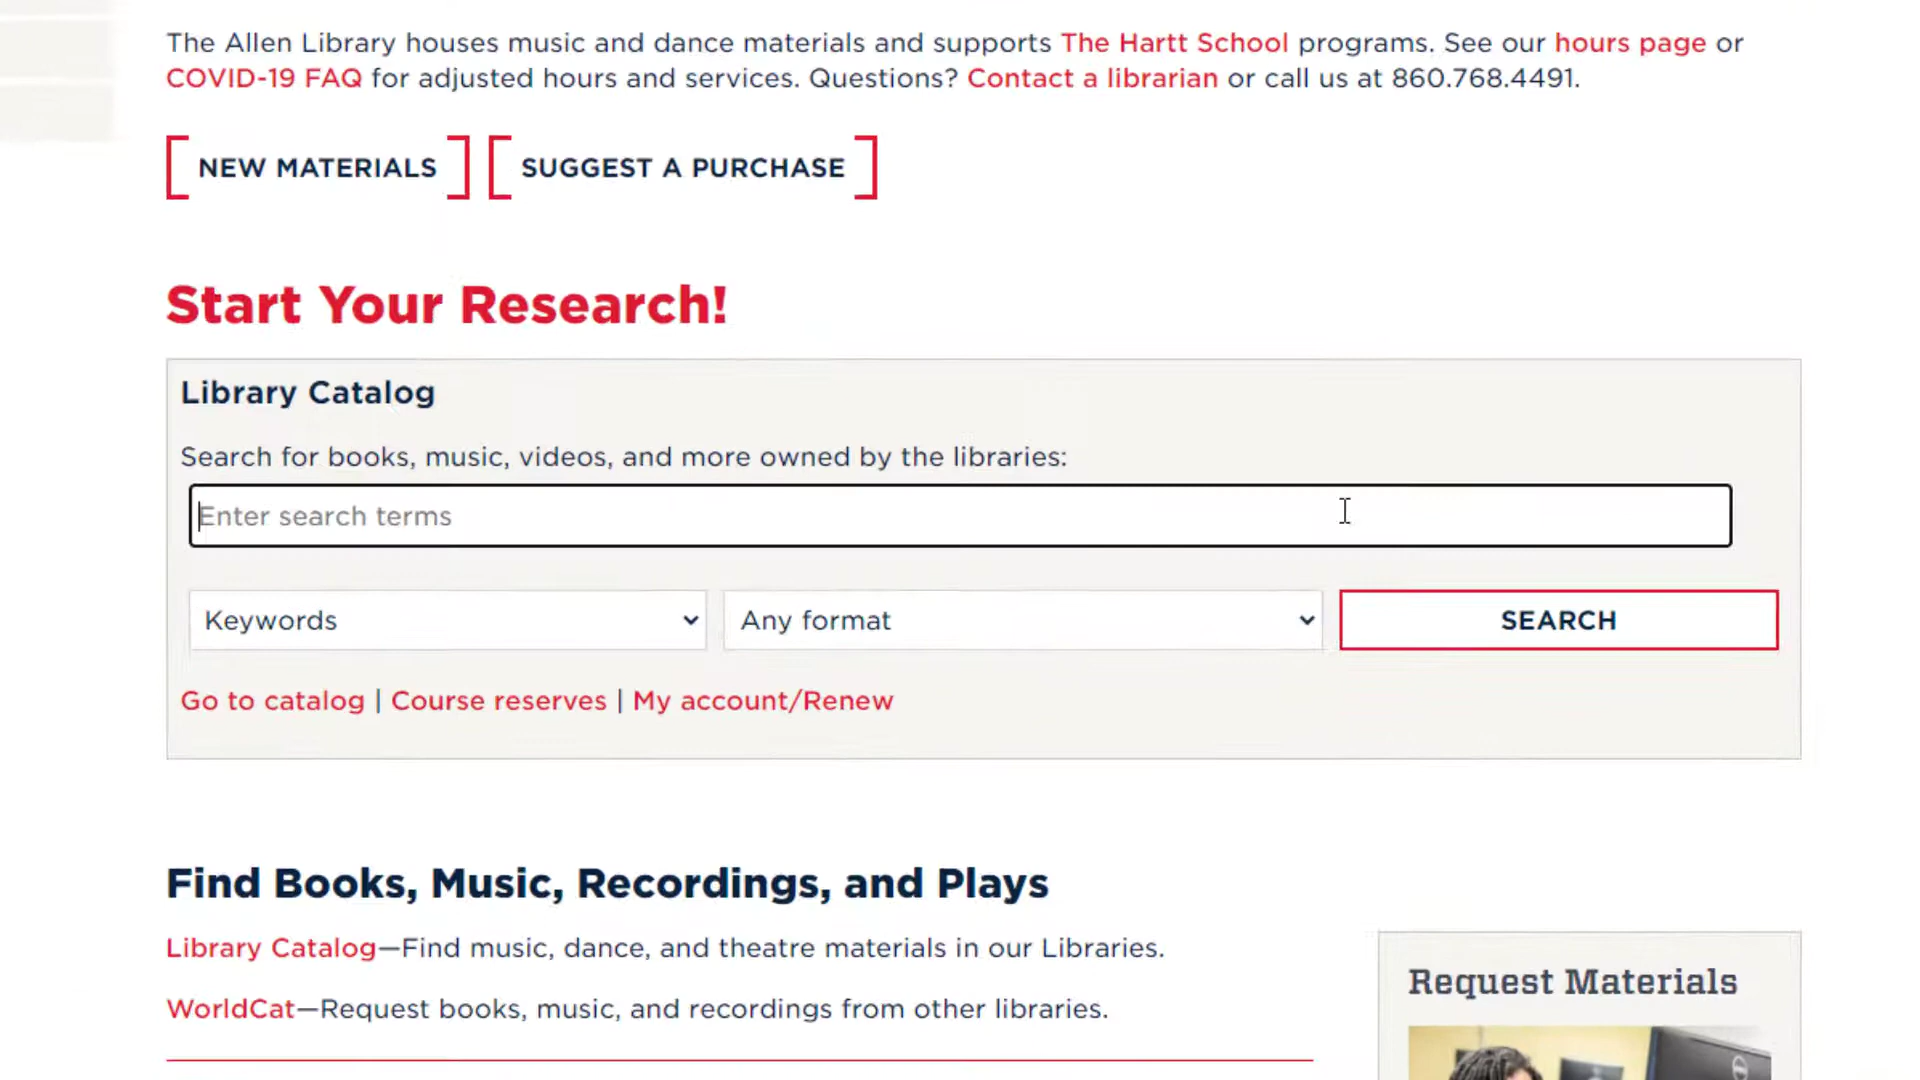 The Allen Library houses music and dance materials and supports The Hartt School programs. See our hours page or
COVID-19 FAQ for adjusted hours and services. Questions? Contact a librarian or call us at 860.768.4491.
NEW MATERIALS SUGGEST A PURCHASE
Start Your Research!
Library Catalog
Search for books, music, videos, and more owned by the libraries:
Enter search terms
Keywords Any format SEARCH
Go to catalog | Course reserves | My account/Renew
Find Books, Music, Recordings, and Plays
Library Catalog—Find music, dance, and theatre materials in our Libraries.
WorldCat—Request books, music, and recordings from other libraries.
Request Materials